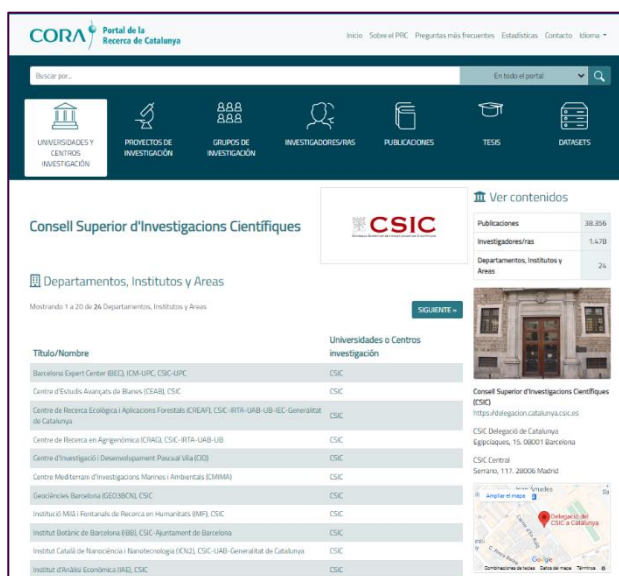 CORA
Portal de la
Recerca de Catalunya
Inicio Sobre el PRC Preguntas más frecuentes Estadísticas Contacto Idioma
Buscar por...
En todo el portal
UNIVERSIDADES Y
CENTROS
INVESTIGACIÓN
PROYECTOS DE
INVESTIGACIÓN
GRUPOS DE
INVESTIGACIÓN
INVESTIGADORES/RAS
PUBLICACIONES
TESIS
DATASETS
Consell Superior d'Investigacions Científiques
CSIC
Ver contenidos
Publicaciones 38.356
Investigadores/ras 1.478
Departamentos, Institutos y
Areas 24
Departamentos, Institutos y Areas
Mostrando 1 a 20 de 24 Departamentos, Institutos y Areas
SIGUIENTE »
Título/Nombre
Universidades o Centros
investigación
Barcelona Expert Center (BEC), ICM-UPC, CSIC-UPC CSIC
Centre d'Estudis Avançats de Blanes (CEAB), CSIC CSIC
Centre de Recerca Ecològica i Aplicacions Forestals (CREAF), CSIC-IRTA-UAB-UB-IEC-Generalitat
de Catalunya CSIC
Centre de Recerca en Agrigenòmica (CRAG), CSIC-IRTA-UAB-UB CSIC
Centre d'Investigació i Desenvolupament Pascual Vila (CID) CSIC
Centre Mediterrani d'Investigacions Marines i Ambientals (CMIMA) CSIC
Geociències Barcelona (GEO3BCN), CSIC CSIC
Institució Milà i Fontanals de Recerca en Humanitats (IMF), CSIC CSIC
Institut Botànic de Barcelona (IBB), CSIC-Ajuntament de Barcelona CSIC
Institut Català de Nanociència i Nanotecnologia (ICN2), CSIC-UAB-Generalitat de Catalunya CSIC
Institut d'Anàlisi Econòmica (IAE), CSIC CSIC
Consell Superior d'Investigacions Científiques
(CSIC)
https://delegacion.catalunya.csic.es
CSIC Delegació de Catalunya
Egipcíaques, 15. 08001 Barcelona
CSIC Central
Serrano, 117. 28006 Madrid
Ampliar el mapa
Delegació del
CSIC a Catalunya
Google
Combinaciones de teclas Datos del mapa Términos